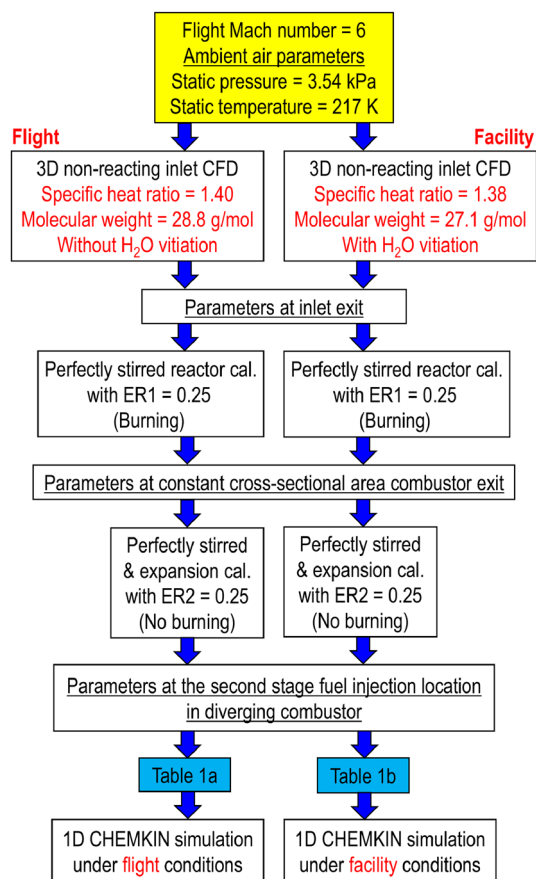 Flight Mach number = 6
Ambient air parameters
Static pressure = 3.54 kPa
Static temperature = 217 K
Flight
Facility
3D non-reacting inlet CFD
Specific heat ratio = 1.40
Molecular weight = 28.8 g/mol
Without H₂O vitiation
3D non-reacting inlet CFD
Specific heat ratio = 1.38
Molecular weight = 27.1 g/mol
With H₂O vitiation
Parameters at inlet exit
Perfectly stirred reactor cal.
with ER1 = 0.25
(Burning)
Perfectly stirred reactor cal.
with ER1 = 0.25
(Burning)
Parameters at constant cross-sectional area combustor exit
Perfectly stirred
& expansion cal.
with ER2 = 0.25
(No burning)
Perfectly stirred
& expansion cal.
with ER2 = 0.25
(No burning)
Parameters at the second stage fuel injection location
in diverging combustor
Table 1a
Table 1b
1D CHEMKIN simulation
under flight conditions
1D CHEMKIN simulation
under facility conditions